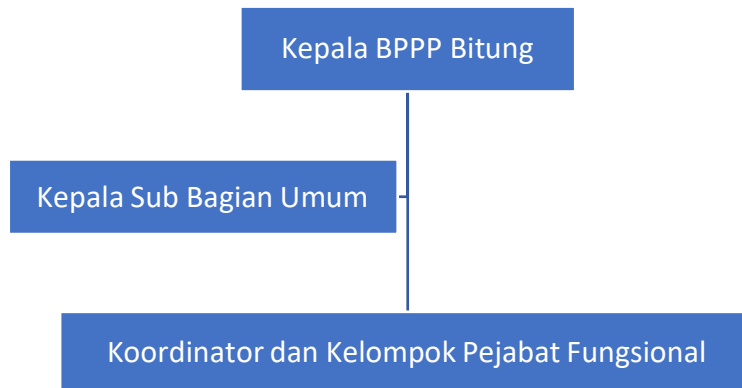 Kepala BPPP Bitung
Kepala Sub Bagian Umum
Koordinator dan Kelompok Pejabat Fungsional